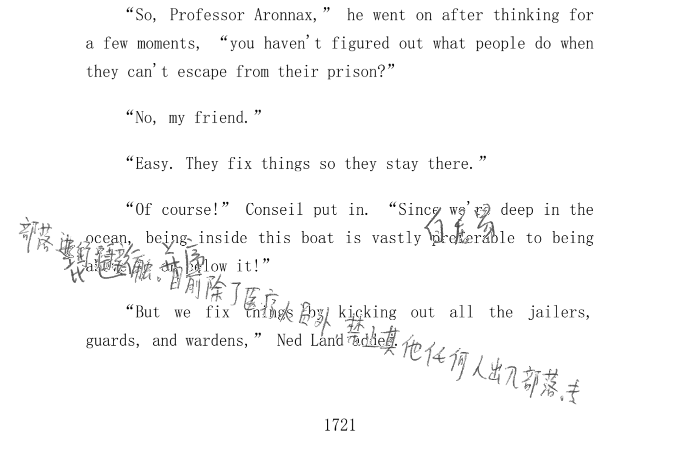 “So, Professor Aronnax,” he went on after thinking for
a few moments, “you haven't figured out what people do when
they can't escape from their prison?”
“No, my friend.”
“Easy. They fix things so they stay there.”
“Of course!” Conseil put in. “Since we're deep in the
ocean, being inside this boat is vastly preferable to being
below it!”
“But we fix things by kicking out all the jailers,
guards, and wardens,” Ned Land added.
部落
触。目前除了医疗人员外,禁止其他任何人出入部落。专
1721